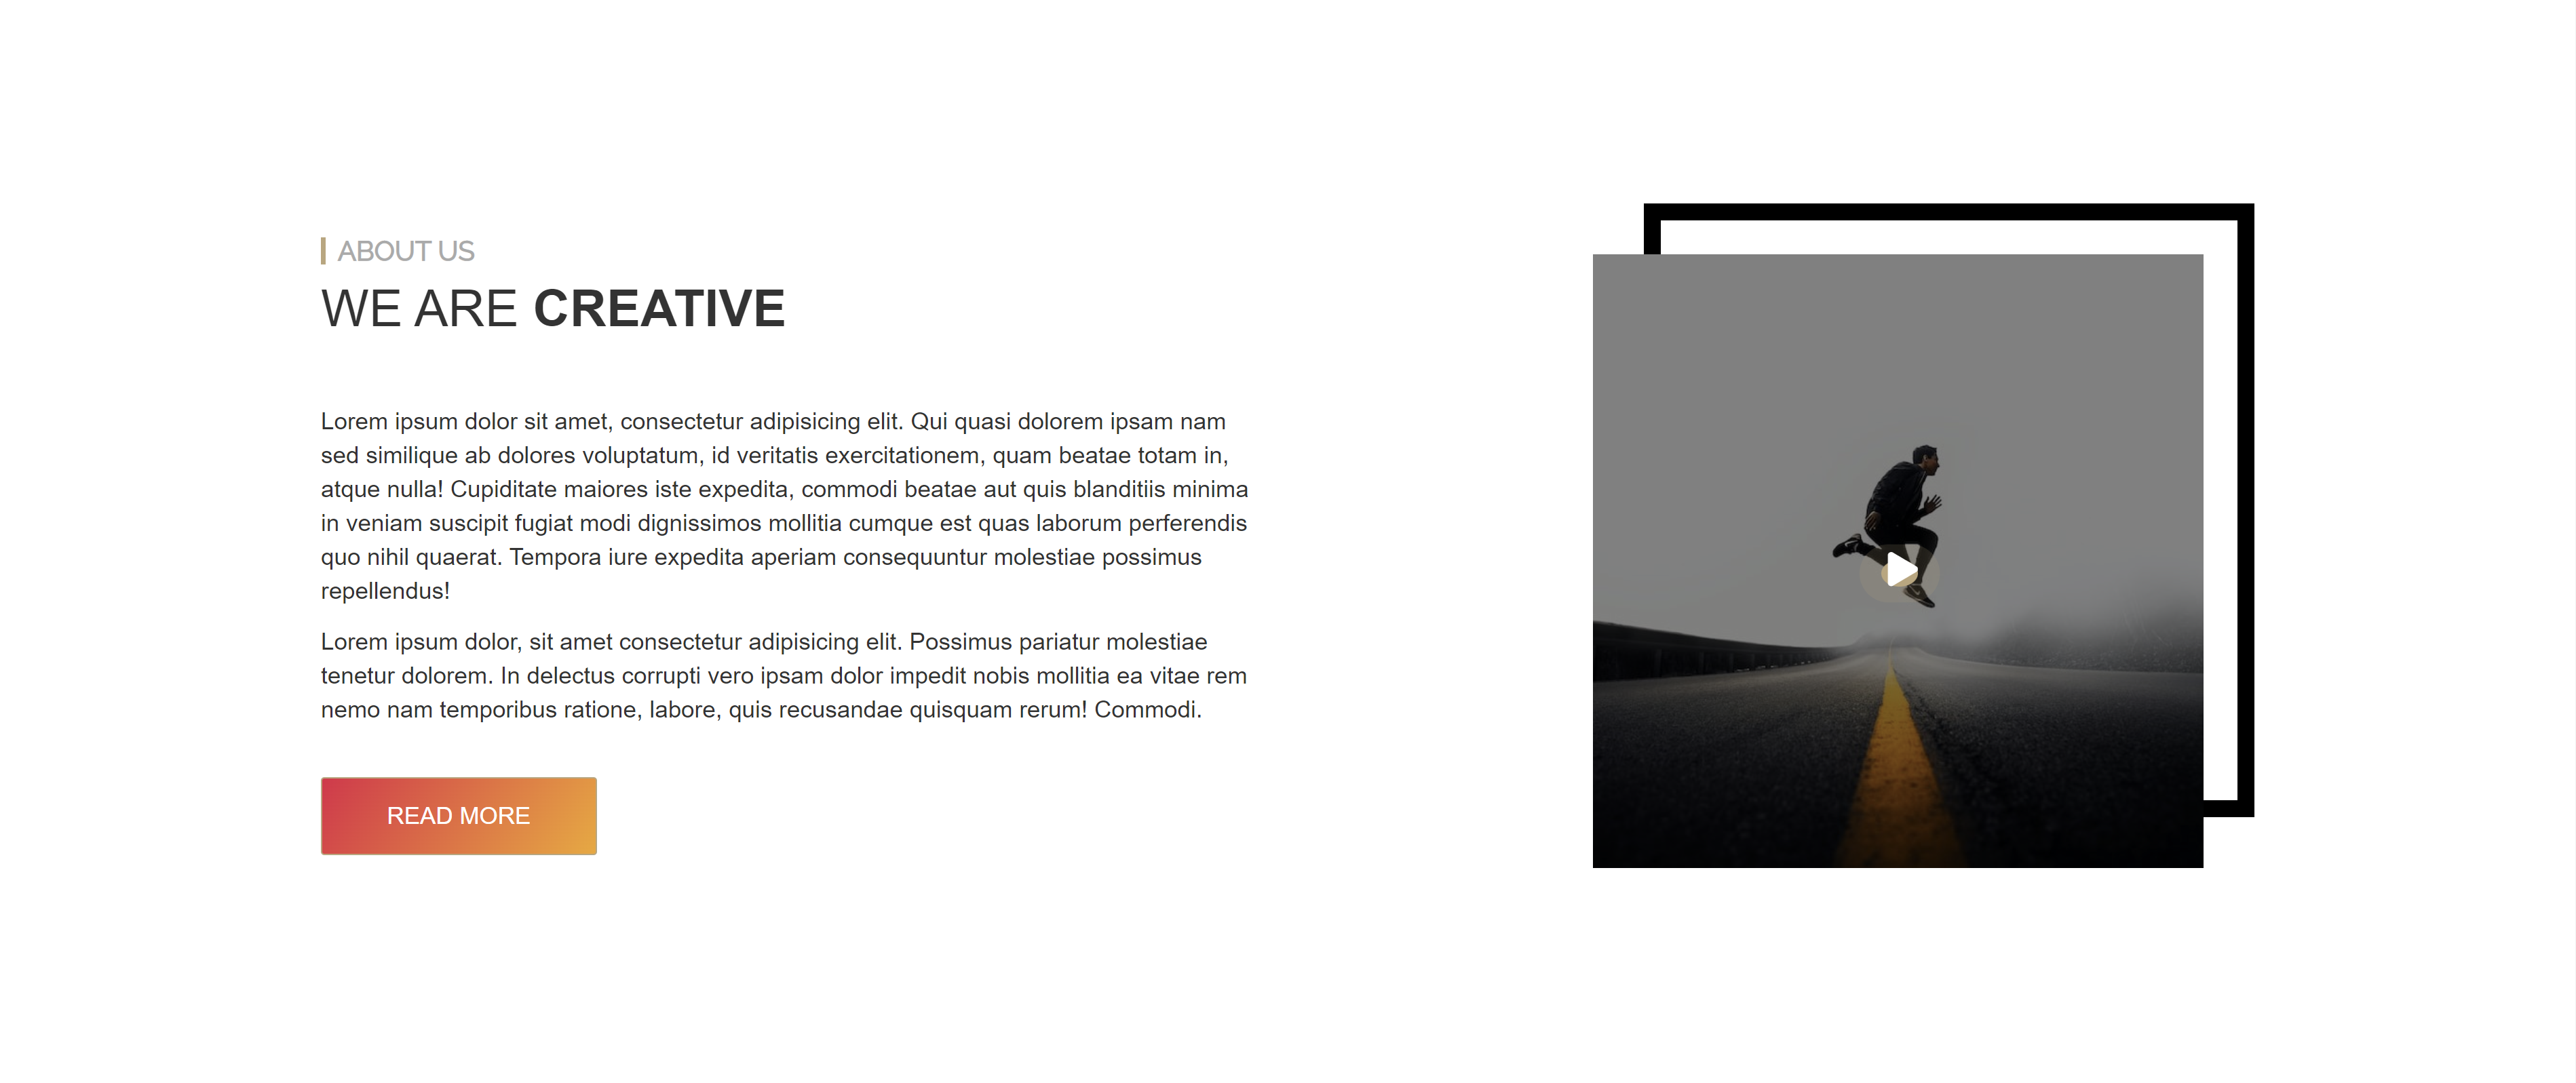 ABOUT US
WE ARE CREATIVE
Lorem ipsum dolor sit amet, consectetur adipisicing elit. Qui quasi dolorem ipsam nam
sed similique ab dolores voluptatum, id veritatis exercitationem, quam beatae totam in,
atque nulla! Cupiditate maiores iste expedita, commodi beatae aut quis blanditiis minima
in veniam suscipit fugiat modi dignissimos mollitia cumque est quas laborum perferendis
quo nihil quaerat. Tempora iure expedita aperiam consequuntur molestiae possimus
repellendus!
Lorem ipsum dolor, sit amet consectetur adipisicing elit. Possimus pariatur molestiae
tenetur dolorem. In delectus corrupti vero ipsam dolor impedit nobis mollitia ea vitae rem
nemo nam temporibus ratione, labore, quis recusandae quisquam rerum! Commodi.
READ MORE